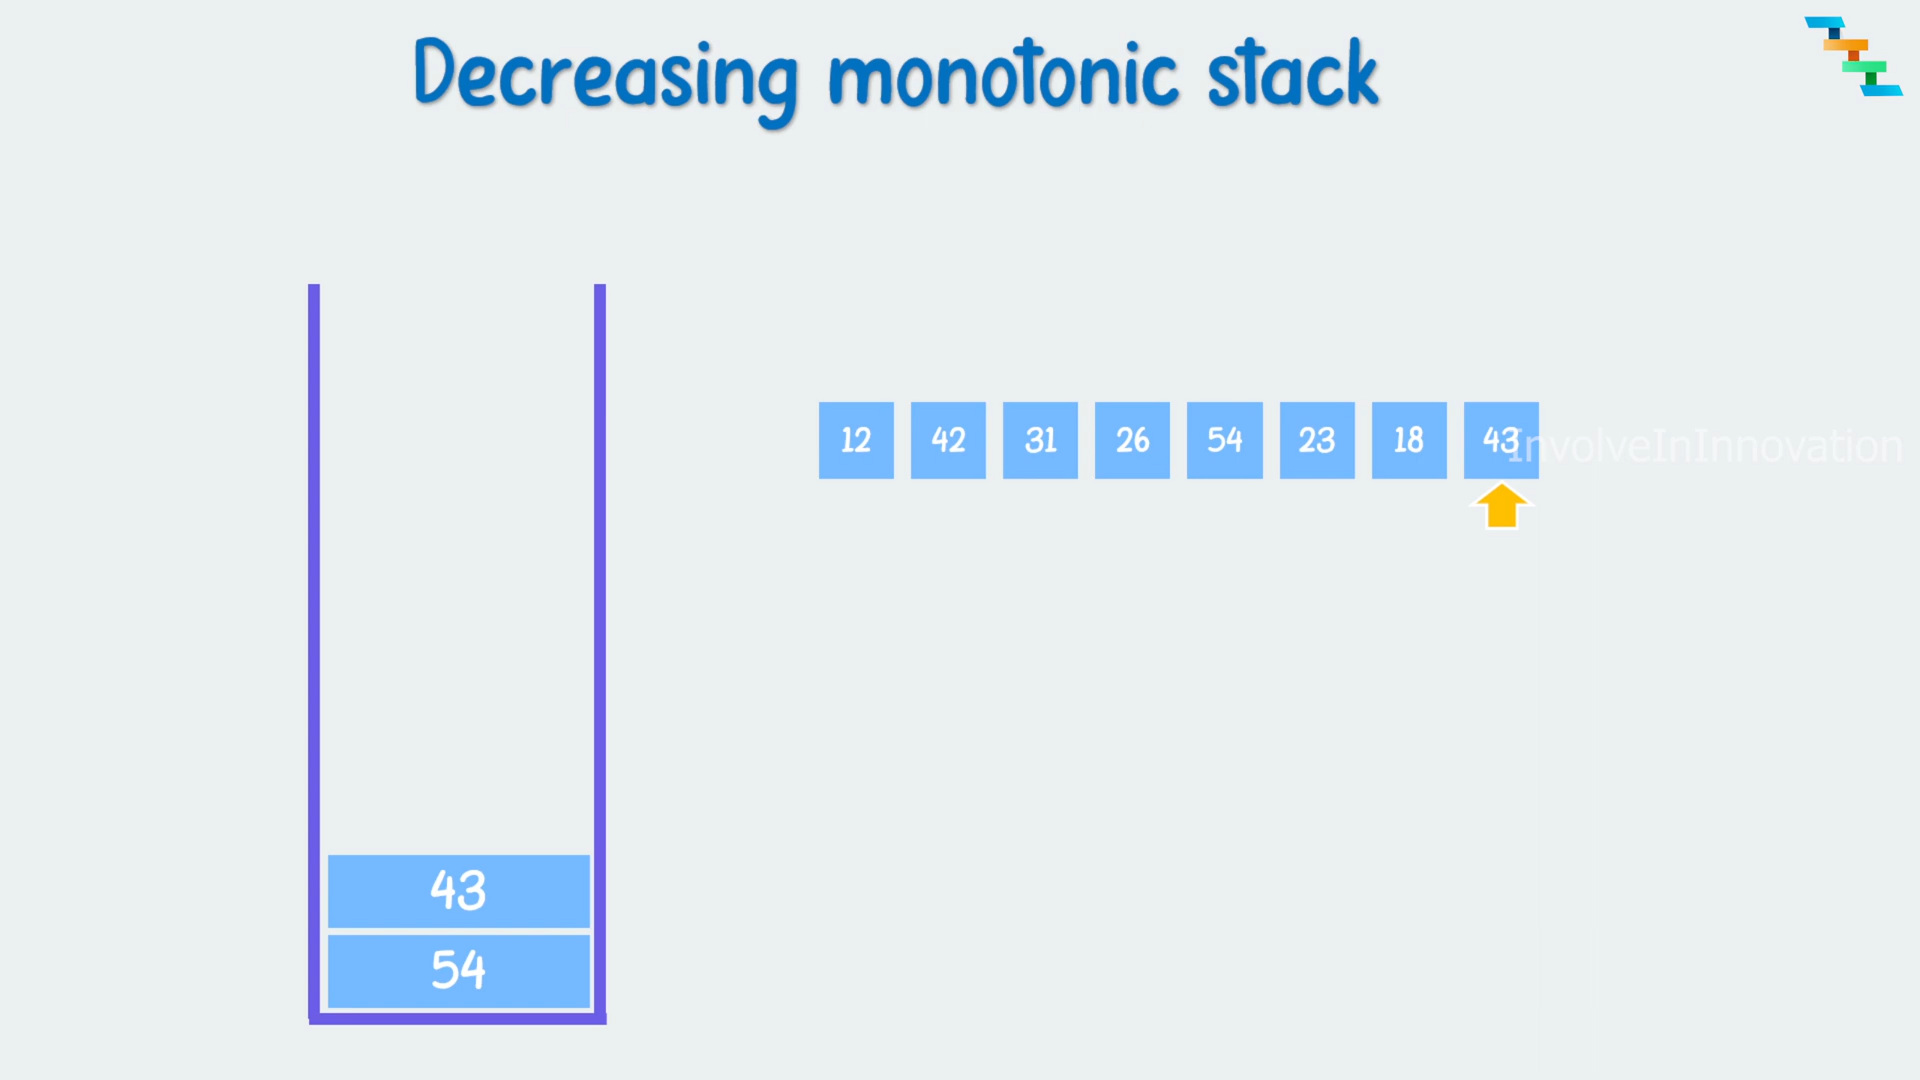 Decreasing monotonic stack
12 42 31 26 54 23 18 43
InvolveInInnovation
43
54